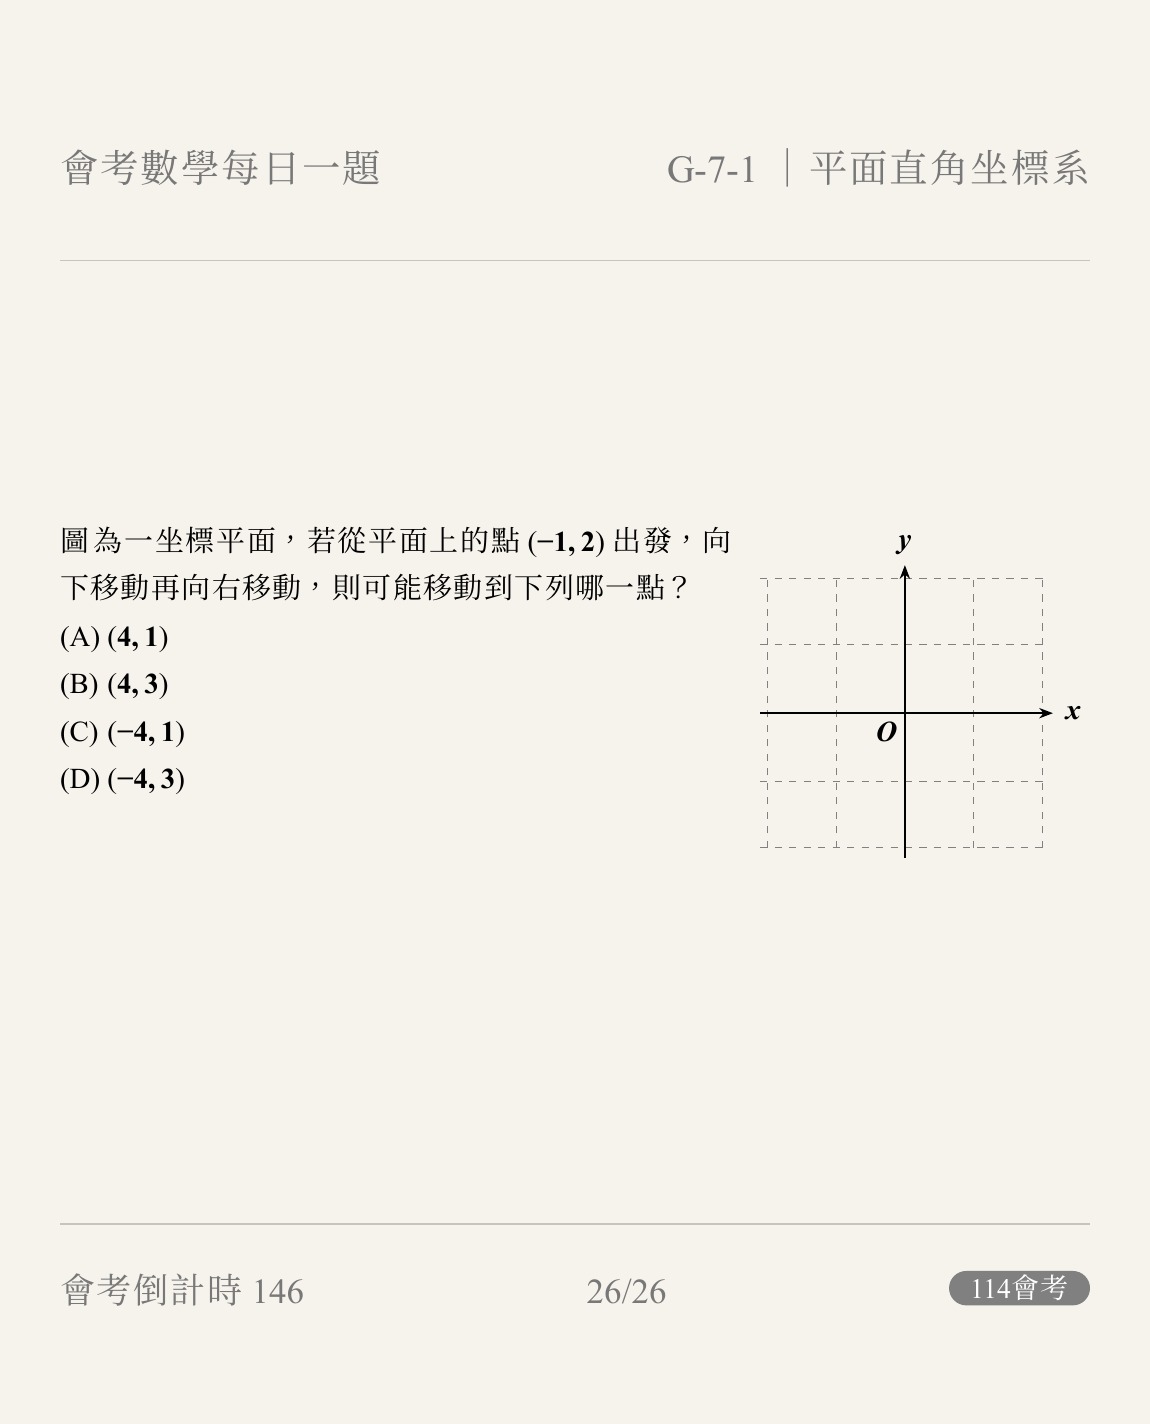 會考數學每日一題
G-7-1 | 平面直角坐標系
圖為一坐標平面，若從平面上的點 (−1, 2) 出發，向
下移動再向右移動，則可能移動到下列哪一點？
(A) (4, 1)
(B) (4, 3)
(C) (−4, 1)
(D) (−4, 3)
y
x
O
會考倒計時 146
26/26
114會考